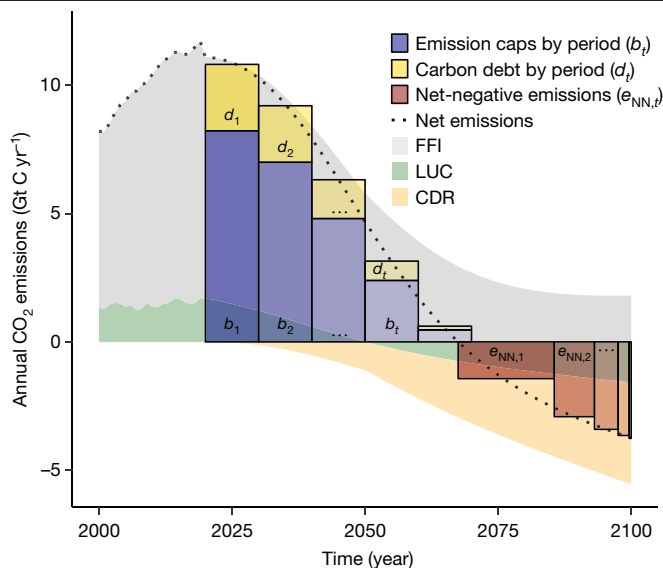 Emission caps by period (bt)
Carbon debt by period (dt)
Net-negative emissions (eNN,t)
Net emissions
FFI
LUC
CDR
Annual CO2 emissions (Gt C yr−1)
10
5
0
−5
d1
d2
...
dt
b1
b2
...
bt
eNN,1
eNN,2
...
2000
2025
2050
2075
2100
Time (year)